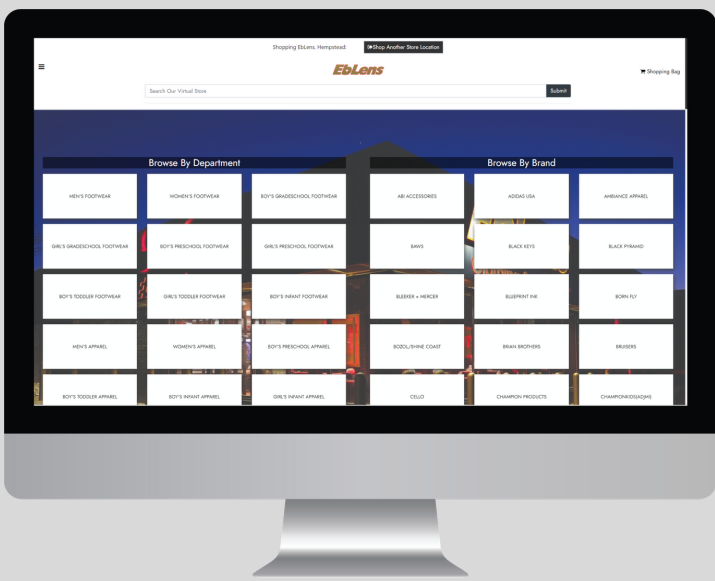 Shopping EbLens, Hempstead:
Shop Another Store Location
EbLens
Shopping Bag
Search Our Virtual Store
Submit
Browse By Department
MEN'S FOOTWEAR
WOMEN'S FOOTWEAR
BOY'S GRADESCHOOL FOOTWEAR
GIRL'S GRADESCHOOL FOOTWEAR
BOY'S PRESCHOOL FOOTWEAR
GIRL'S PRESCHOOL FOOTWEAR
BOY'S TODDLER FOOTWEAR
GIRL'S TODDLER FOOTWEAR
BOY'S INFANT FOOTWEAR
MEN'S APPAREL
WOMEN'S APPAREL
BOY'S PRESCHOOL APPAREL
BOY'S TODDLER APPAREL
BOY'S INFANT APPAREL
GIRL'S INFANT APPAREL
Browse By Brand
ABI ACCESSORIES
ADIDAS USA
AMBIANCE APPAREL
BAWS
BLACK KEYS
BLACK PYRAMID
BLEEKER + MERCER
BLUEPRINT INK
BORN FLY
BOZOL/SHINE COAST
BRIAN BROTHERS
BRUISERS
CELLO
CHAMPION PRODUCTS
CHAMPIONKIDS(ADJMI)